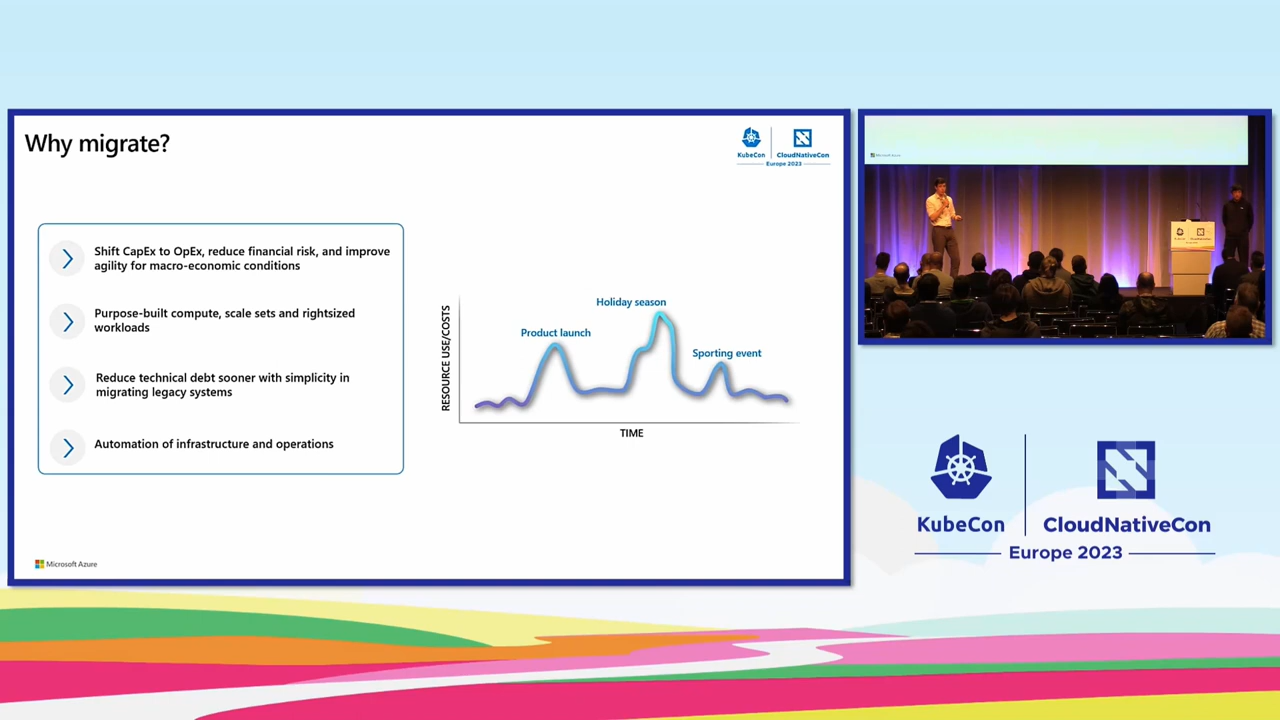 Why migrate?
KubeCon
CloudNativeCon
Europe 2023
Shift CapEx to OpEx, reduce financial risk, and improve
agility for macro-economic conditions
Purpose-built compute, scale sets and rightsized
workloads
Reduce technical debt sooner with simplicity in
migrating legacy systems
Automation of infrastructure and operations
RESOURCE USE/COSTS
Product launch
Holiday season
Sporting event
TIME
Microsoft Azure
Microsoft Azure
KubeCon
CloudNativeCon
Europe 2023